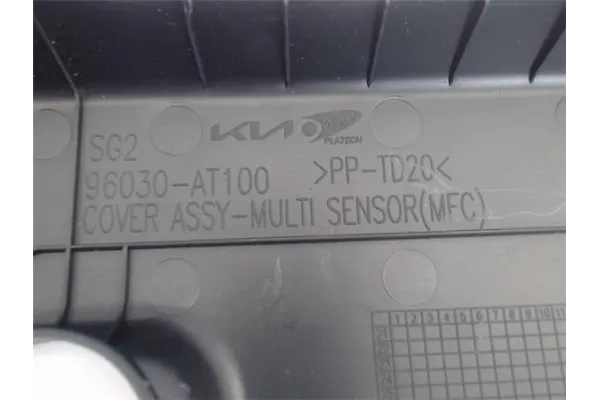 SG2 KIA PLATECH
96030-AT100 >PP-TD20<
COVER ASSY-MULTI SENSOR(MFC)
1 2 3 4 5 6 7 8 9 10 11